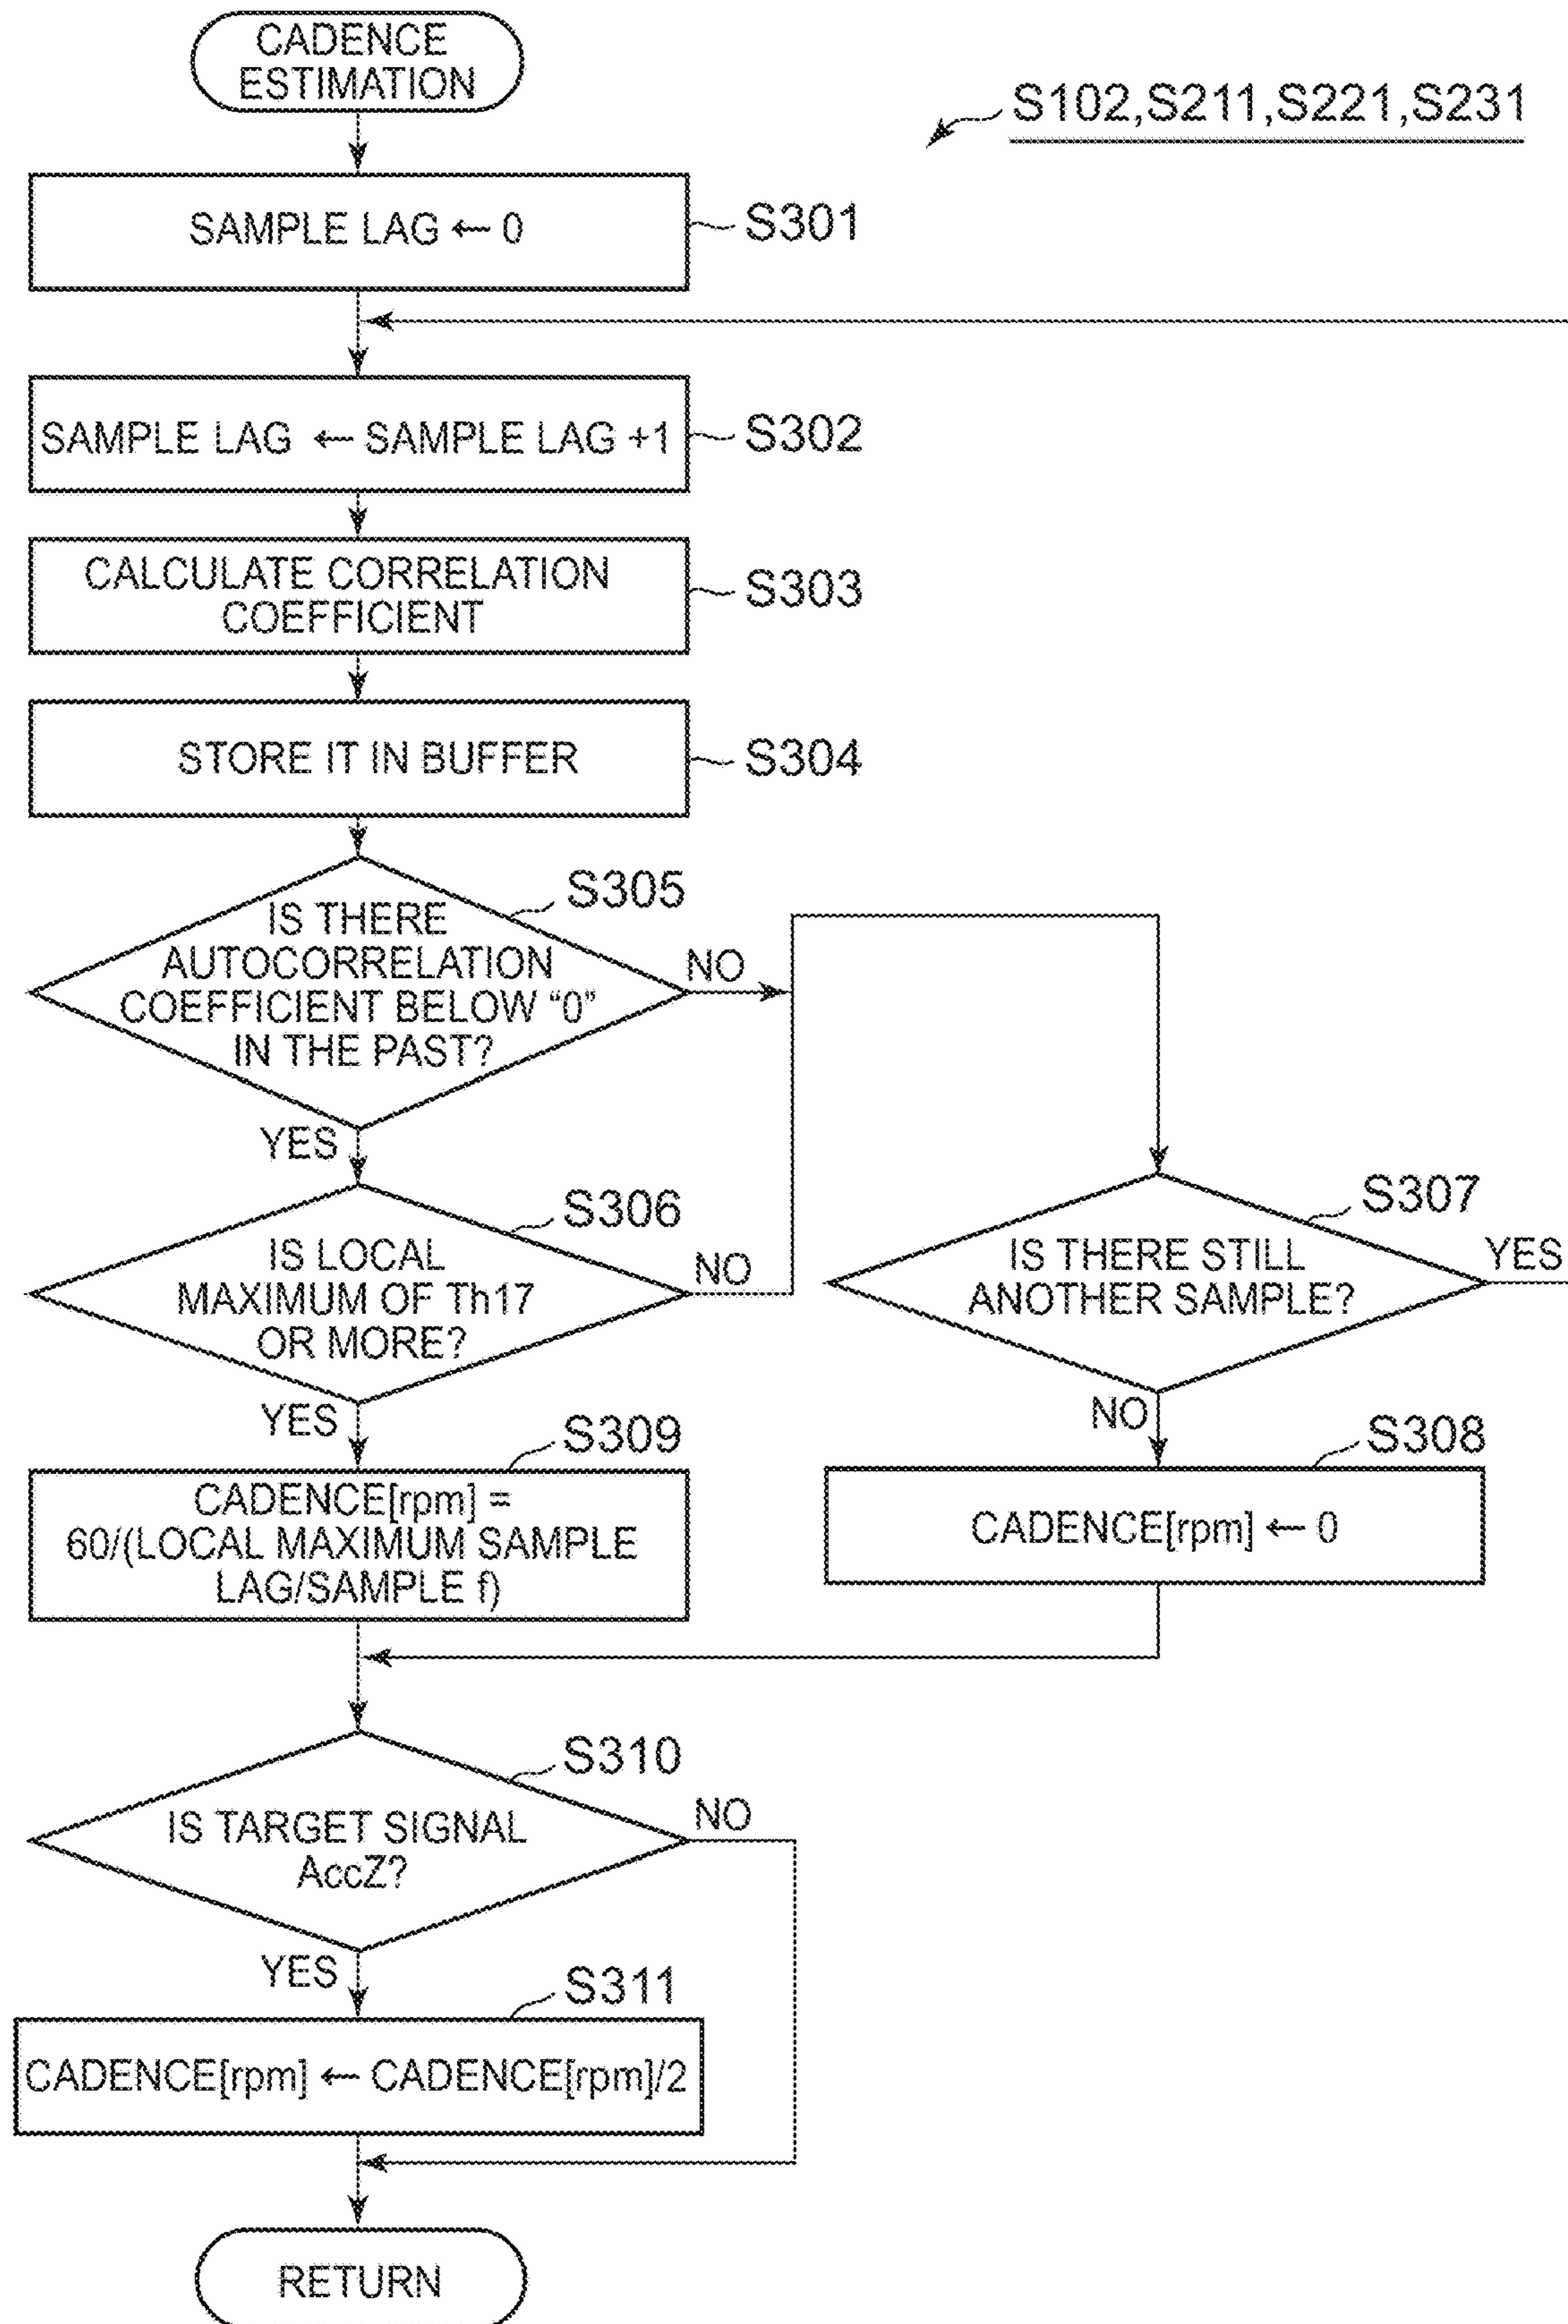 CADENCE
ESTIMATION
S102,S211,S221,S231
SAMPLE LAG ← 0
S301
SAMPLE LAG ← SAMPLE LAG +1
S302
CALCULATE CORRELATION
COEFFICIENT
S303
STORE IT IN BUFFER
S304
S305
IS THERE
AUTOCORRELATION
COEFFICIENT BELOW “0”
IN THE PAST?
NO
YES
S306
IS LOCAL
MAXIMUM OF Th17
OR MORE?
NO
YES
S307
IS THERE STILL
ANOTHER SAMPLE?
YES
NO
S309
CADENCE[rpm] =
60/(LOCAL MAXIMUM SAMPLE
LAG/SAMPLE f)
S308
CADENCE[rpm] ← 0
S310
IS TARGET SIGNAL
AccZ?
NO
YES
S311
CADENCE[rpm] ← CADENCE[rpm]/2
RETURN